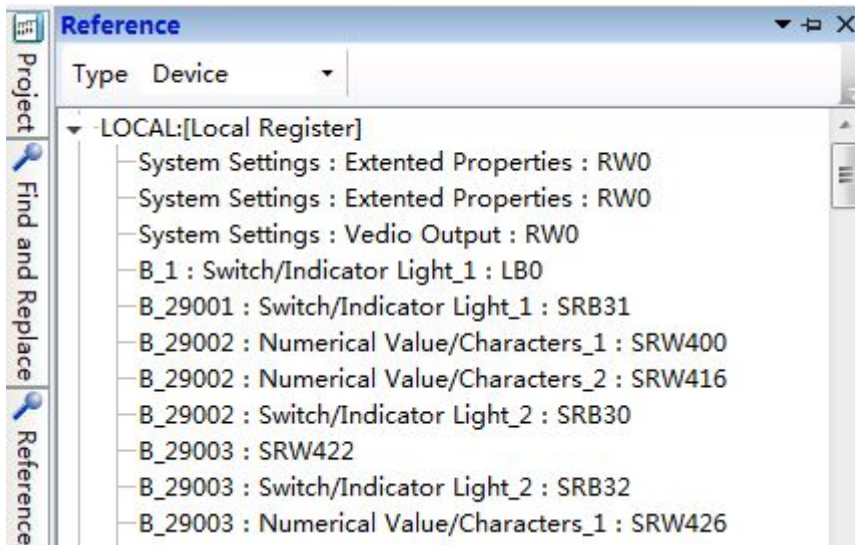 Reference
Type Device
LOCAL:[Local Register]
System Settings : Extented Properties : RW0
System Settings : Extented Properties : RW0
System Settings : Vedio Output : RW0
B_1 : Switch/Indicator Light_1 : LB0
B_29001 : Switch/Indicator Light_1 : SRB31
B_29002 : Numerical Value/Characters_1 : SRW400
B_29002 : Numerical Value/Characters_2 : SRW416
B_29002 : Switch/Indicator Light_2 : SRB30
B_29003 : SRW422
B_29003 : Switch/Indicator Light_2 : SRB32
B_29003 : Numerical Value/Characters_1 : SRW426
Project
Find and Replace
Reference